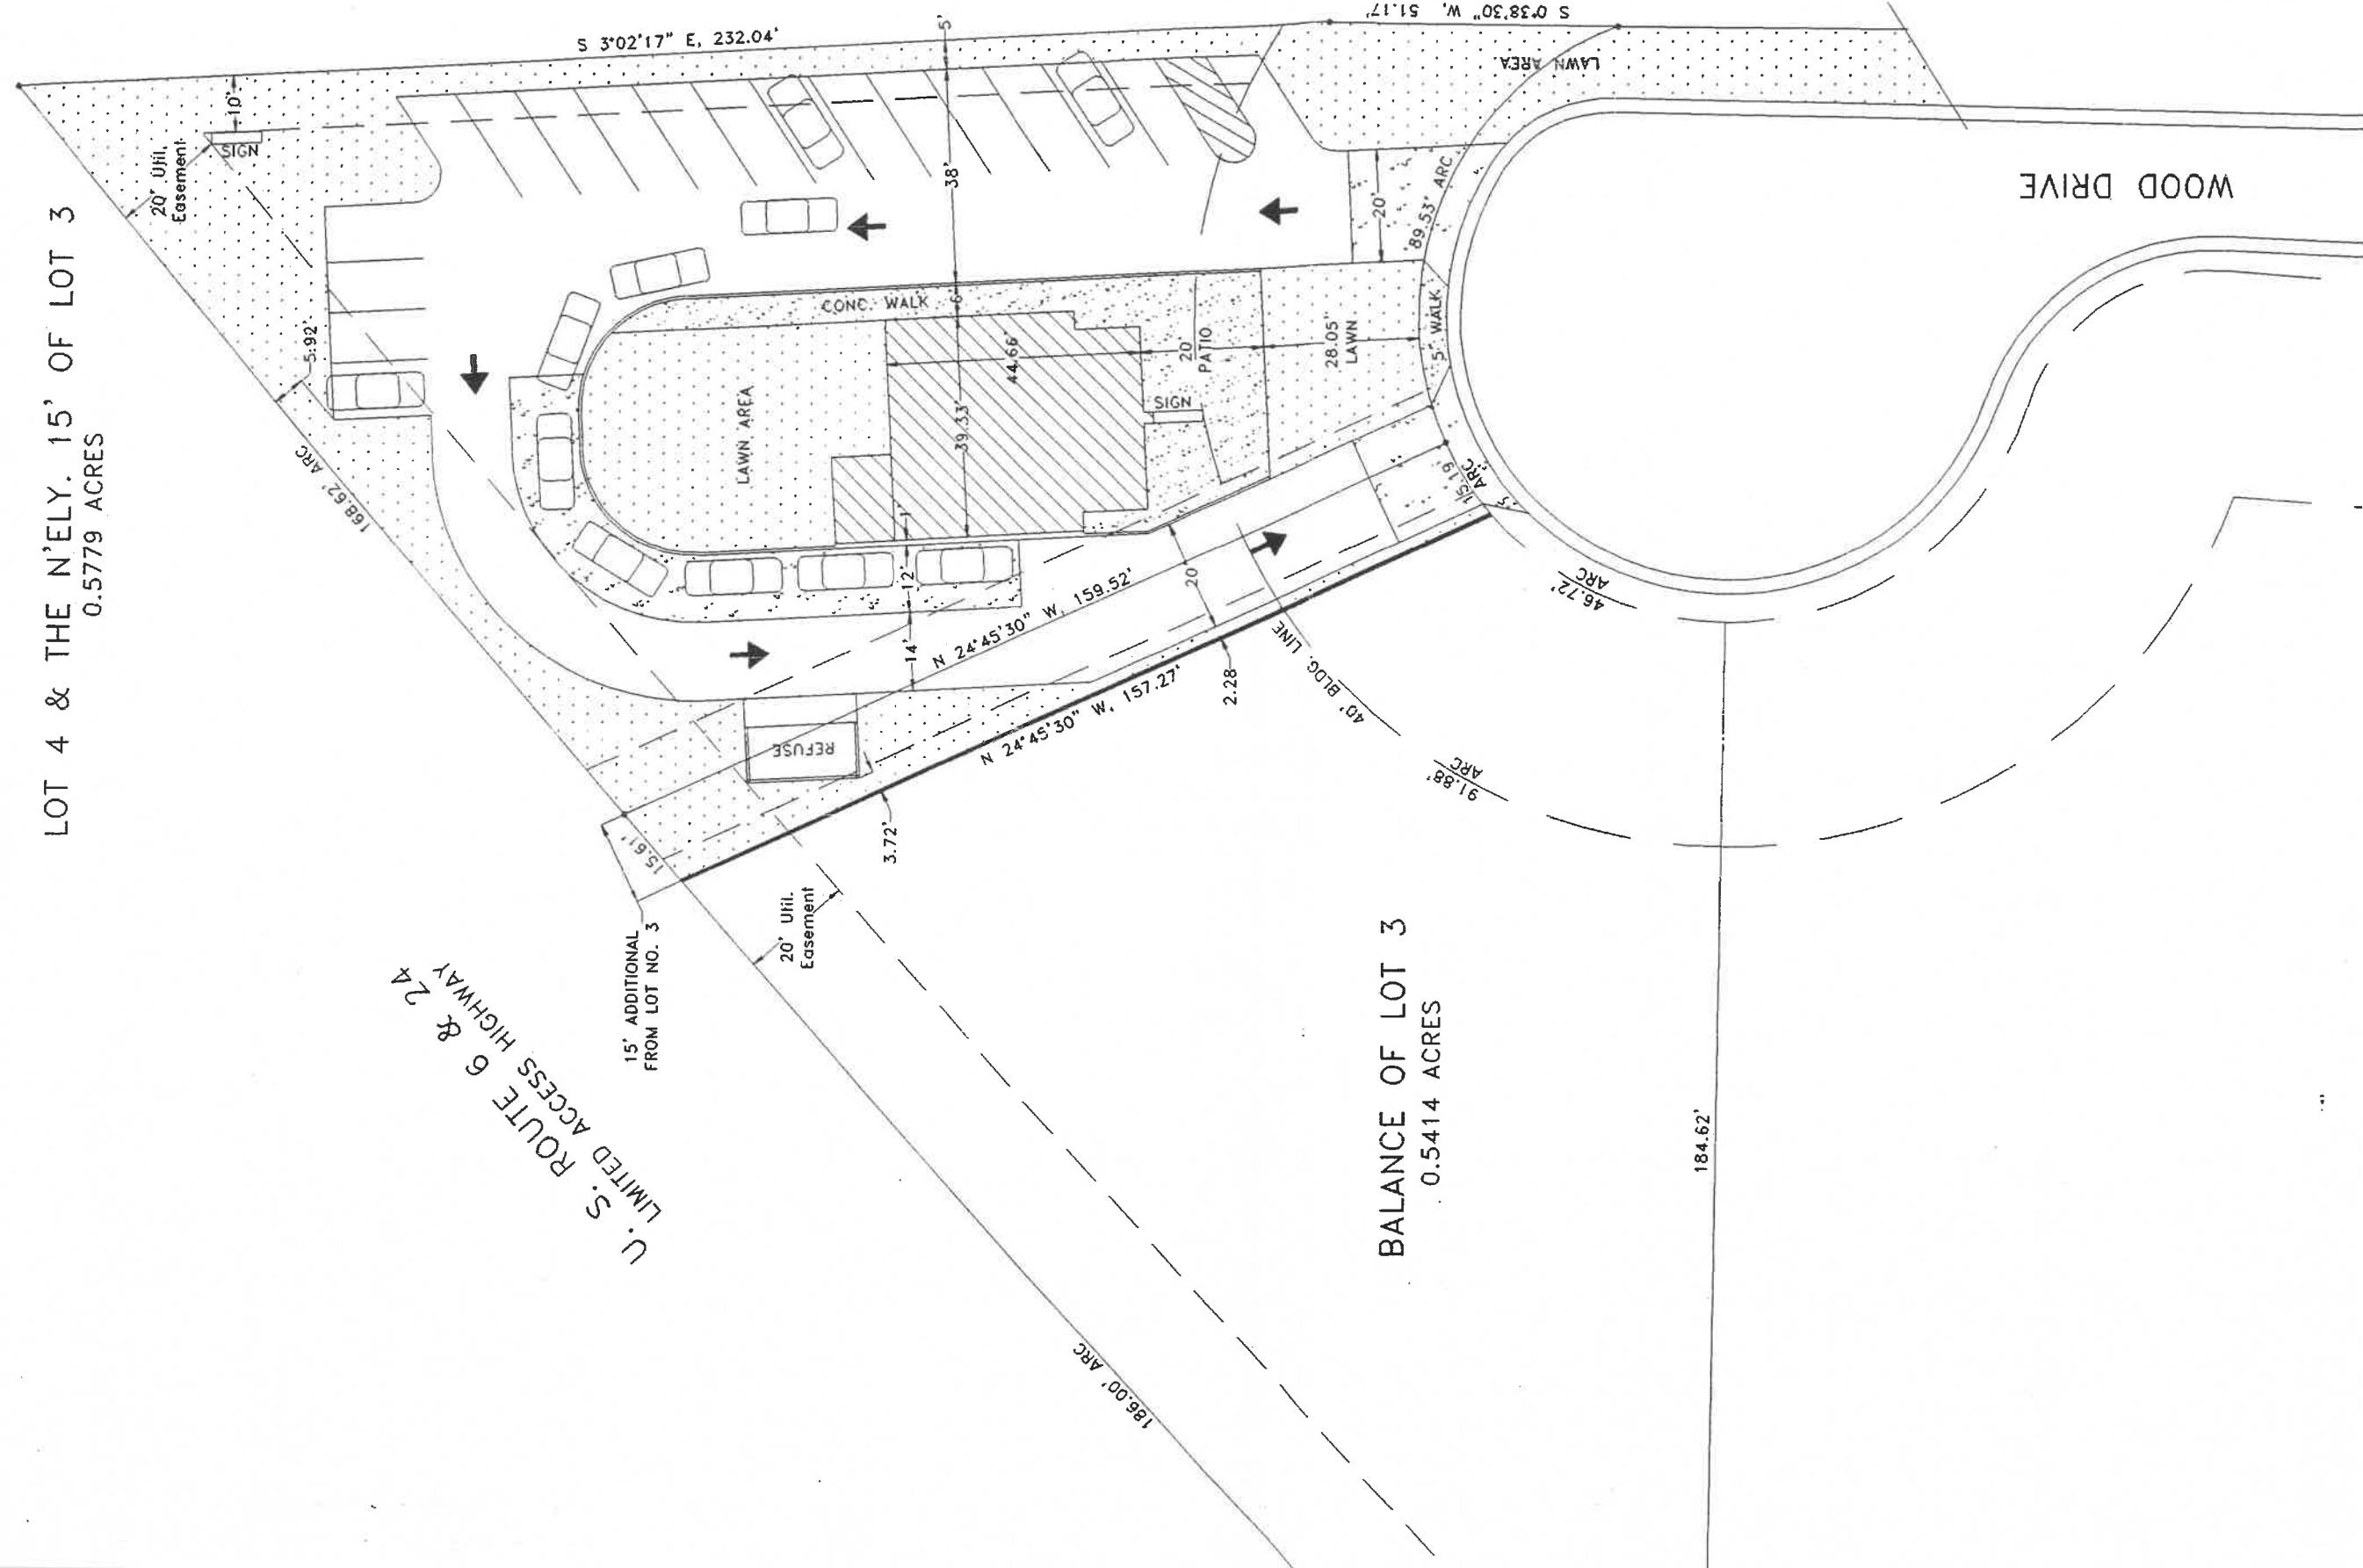 LOT 4 & THE N'ELY. 15' OF LOT 3
0.5779 ACRES
S 3°02'17" E, 232.04'
5'
S 0°38'30" W, 51.17'
10'
SIGN
20' Util.
Easement
5.92'
168.62' ARC
38'
LAWN AREA
20'
89.53' ARC
WOOD DRIVE
CONC. WALK
6'
LAWN AREA
44.66'
39.33'
20'
PATIO
SIGN
28.05'
LAWN
5' WALK
1'
12'
14'
20'
15.19'
ARC
5'
N 24°45'30" W, 159.52'
N 24°45'30" W, 157.27'
2.28'
3.72'
REFUSE
40' BLDG. LINE
46.72'
ARC
91.88'
ARC
15.61'
15' ADDITIONAL
FROM LOT NO. 3
20' Util.
Easement
U. S. ROUTE 6 & 24
LIMITED ACCESS HIGHWAY
186.00' ARC
BALANCE OF LOT 3
0.5414 ACRES
184.62'